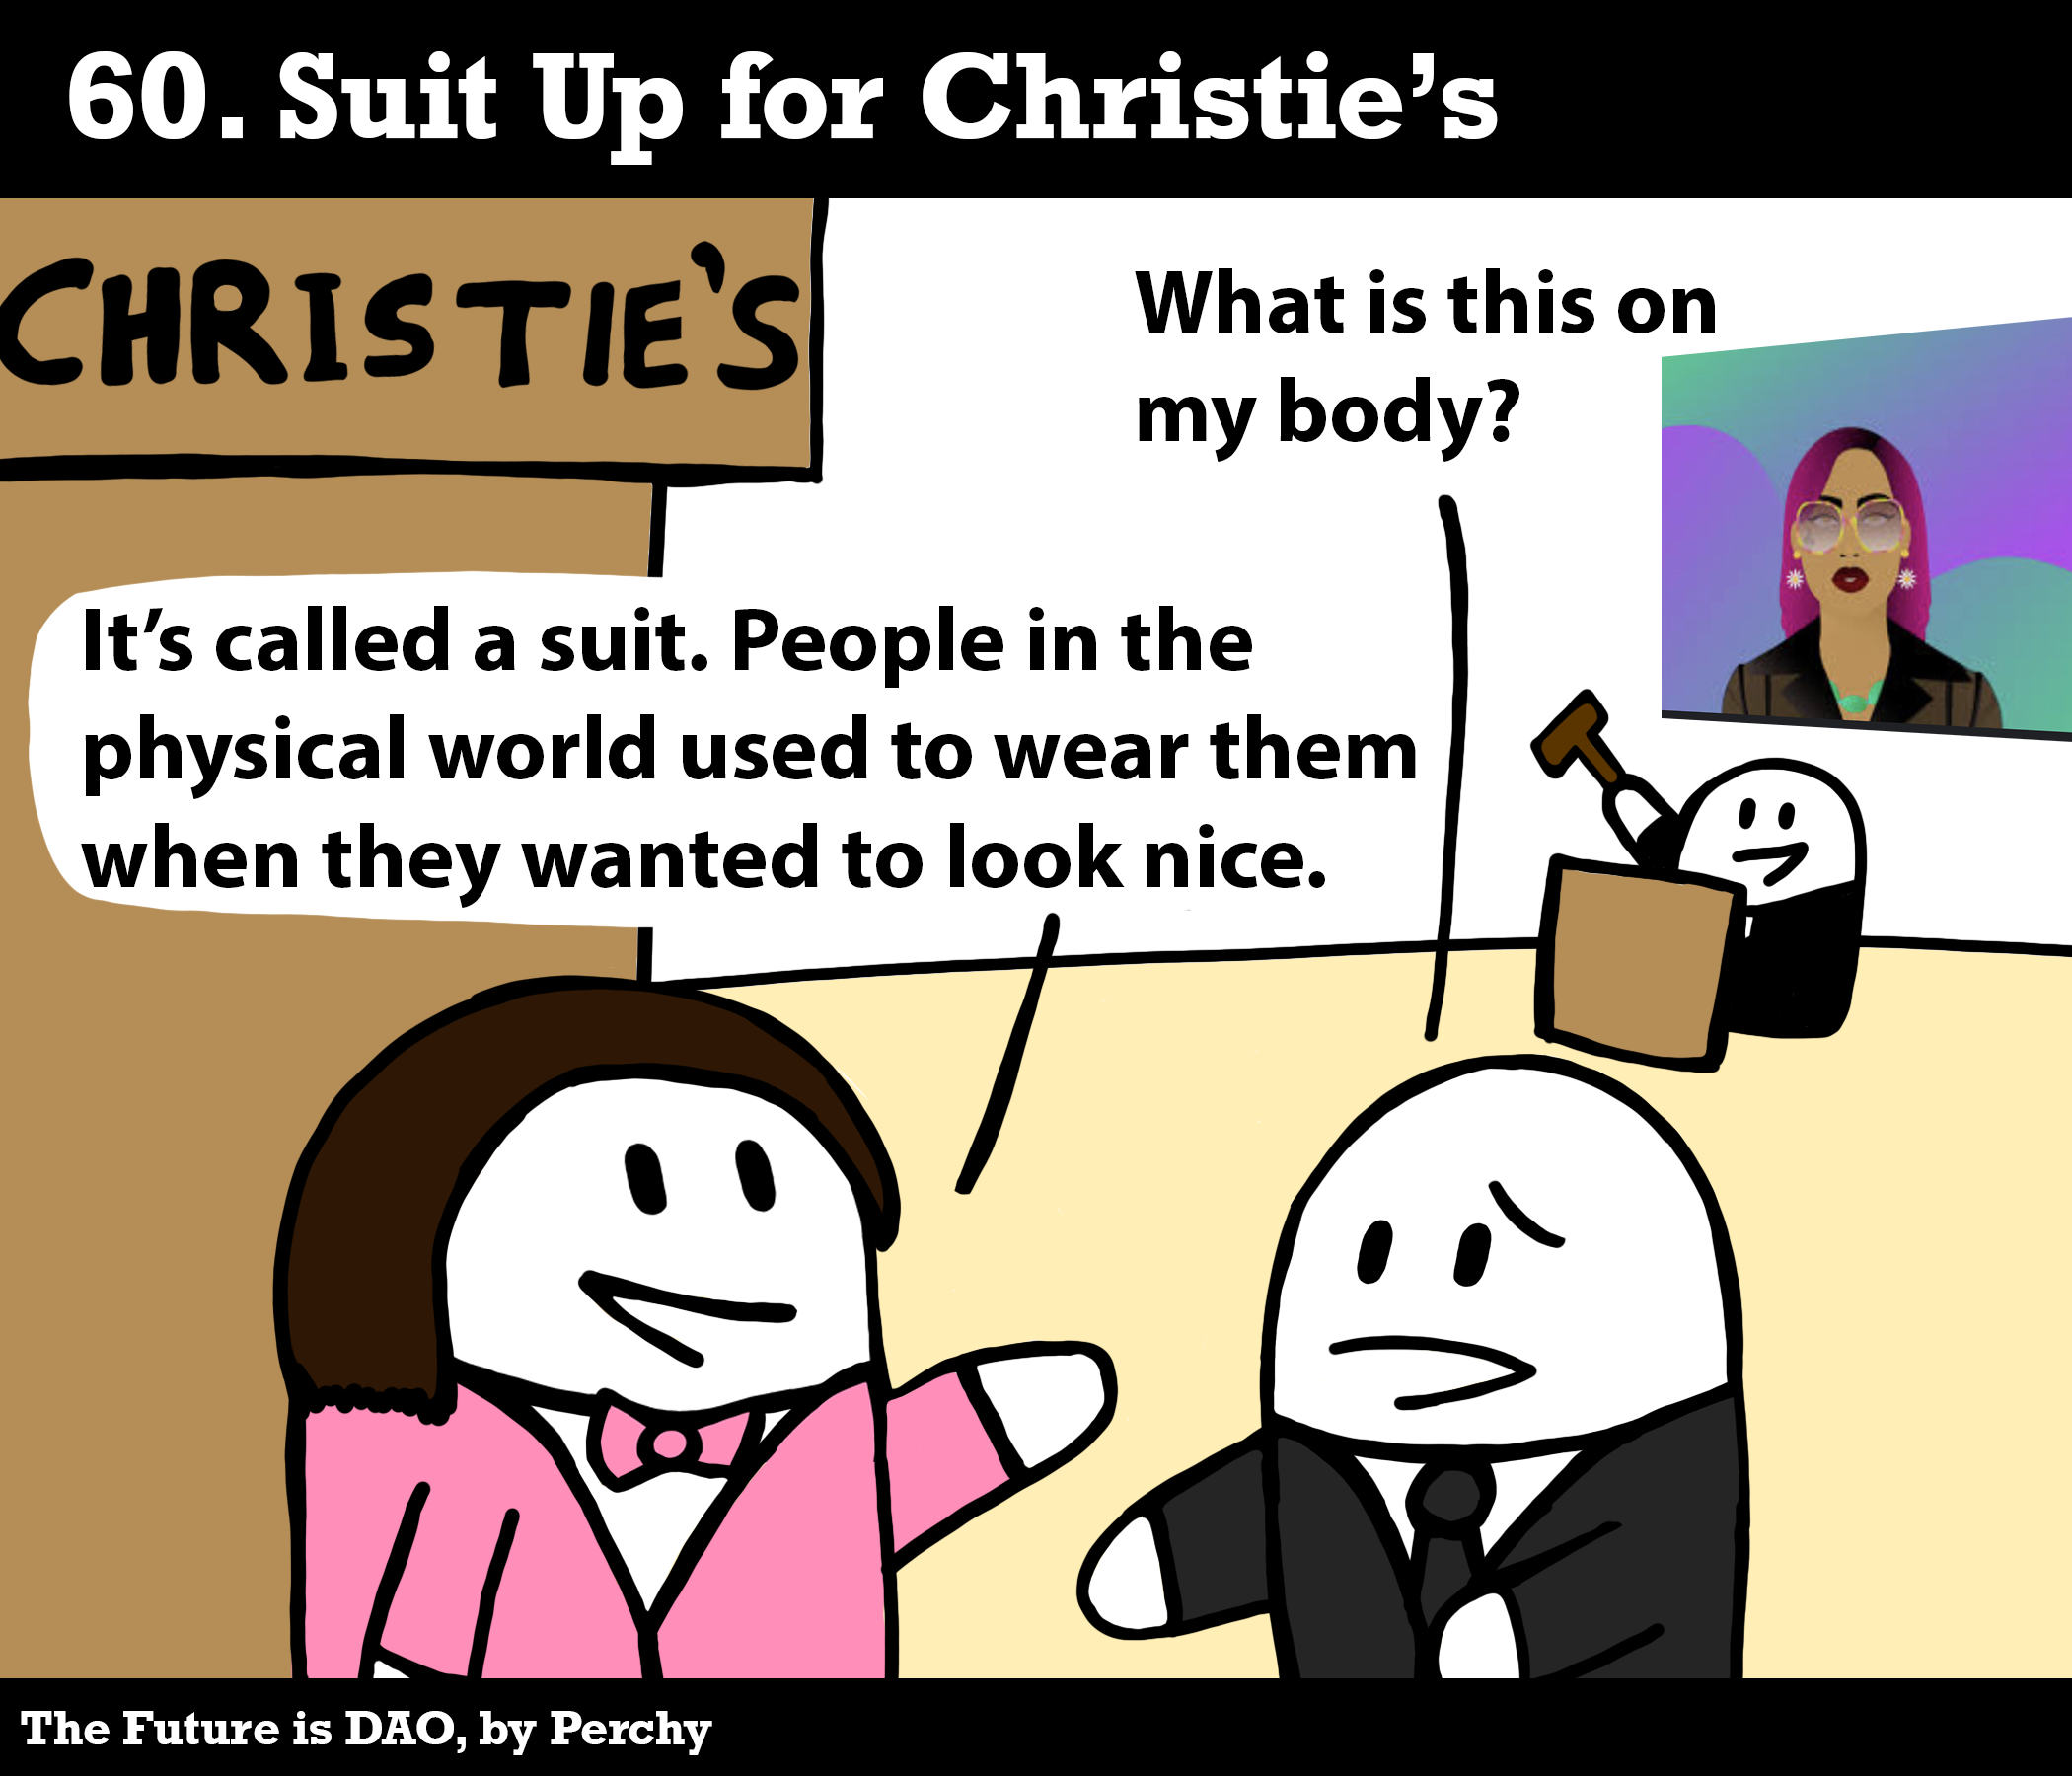 60. Suit Up for Christie’s
CHRISTIE'S
What is this on
my body?
It’s called a suit. People in the
physical world used to wear them
when they wanted to look nice.
The Future is DAO, by Perchy